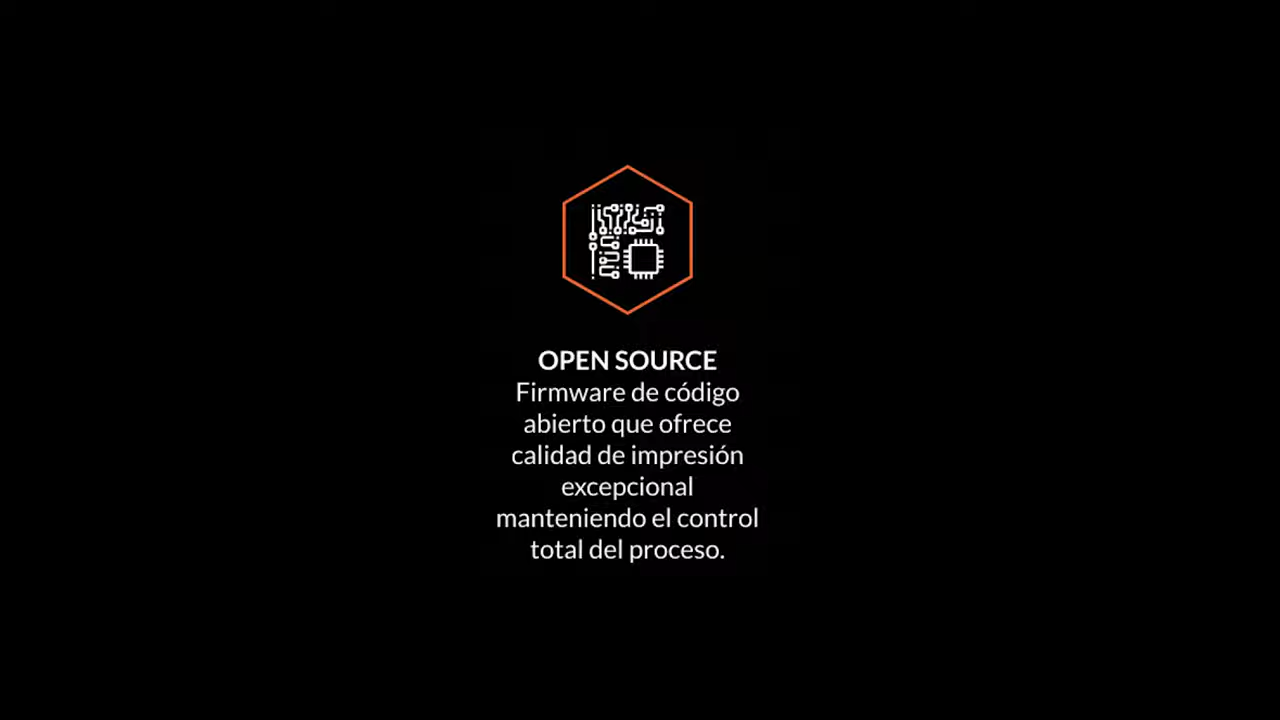 OPEN SOURCE
Firmware de código
abierto que ofrece
calidad de impresión
excepcional
manteniendo el control
total del proceso.